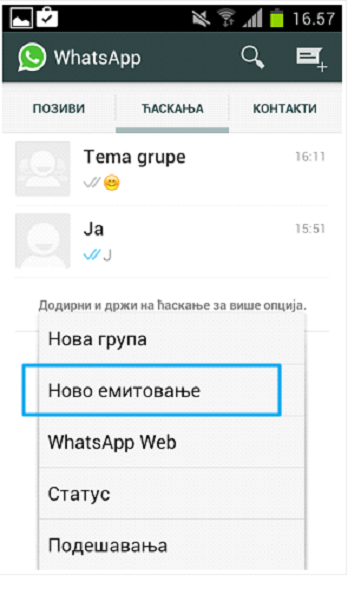 16.57
WhatsApp
ПОЗИВИ ЋАСКАЊА КОНТАКТИ
Tema grupe 16:11
Ja 15:51
J
Додирни и држи на ћаскање за више опција.
Нова група
Ново емитовање
WhatsApp Web
Статус
Подешавања